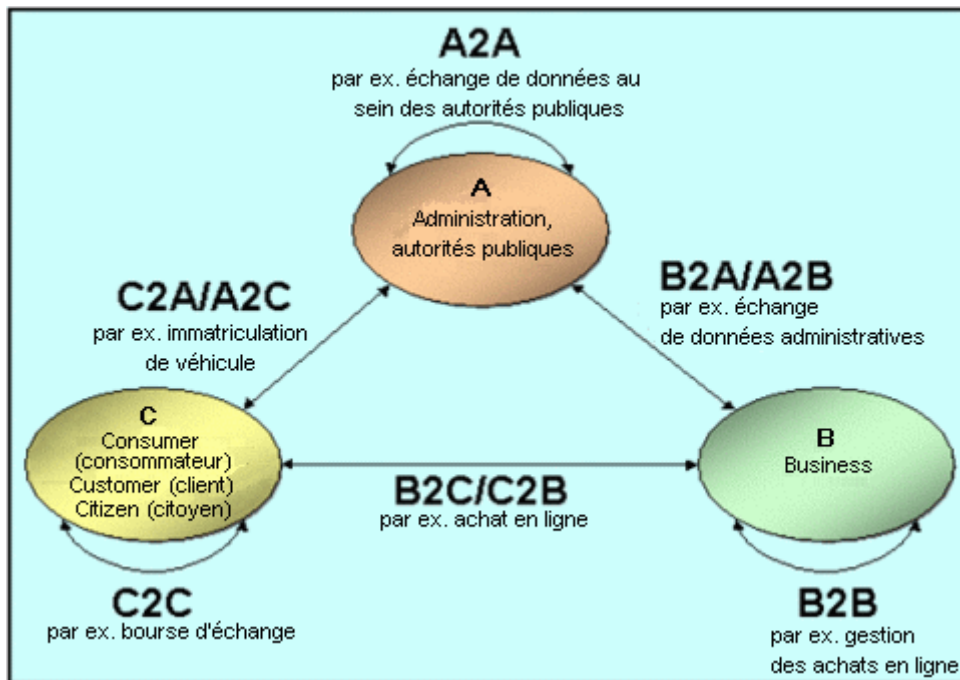 A2A
par ex. échange de données au
sein des autorités publiques
A
Administration,
autorités publiques
C2A/A2C
par ex. immatriculation
de véhicule
B2A/A2B
par ex. échange
de données administratives
C
Consumer
(consommateur)
Customer (client)
Citizen (citoyen)
B
Business
B2C/C2B
par ex. achat en ligne
C2C
par ex. bourse d'échange
B2B
par ex. gestion
des achats en ligne